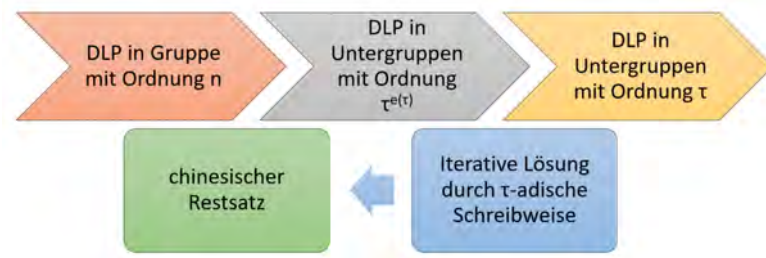 DLP in Gruppe
mit Ordnung n
DLP in
Untergruppen
mit Ordnung
τ^e(τ)
DLP in
Untergruppen
mit Ordnung τ
chinesischer
Restsatz
Iterative Lösung
durch τ-adische
Schreibweise